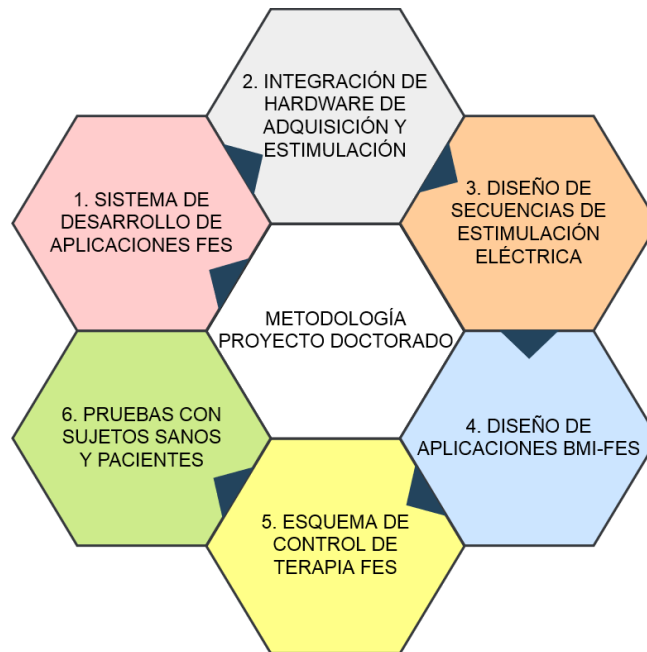 2. INTEGRACIÓN DE
HARDWARE DE
ADQUISICIÓN Y
ESTIMULACIÓN
1. SISTEMA DE
DESARROLLO DE
APLICACIONES FES
3. DISEÑO DE
SECUENCIAS DE
ESTIMULACIÓN
ELÉCTRICA
METODOLOGÍA
PROYECTO DOCTORADO
6. PRUEBAS CON
SUJETOS SANOS
Y PACIENTES
4. DISEÑO DE
APLICACIONES BMI-FES
5. ESQUEMA DE
CONTROL DE
TERAPIA FES